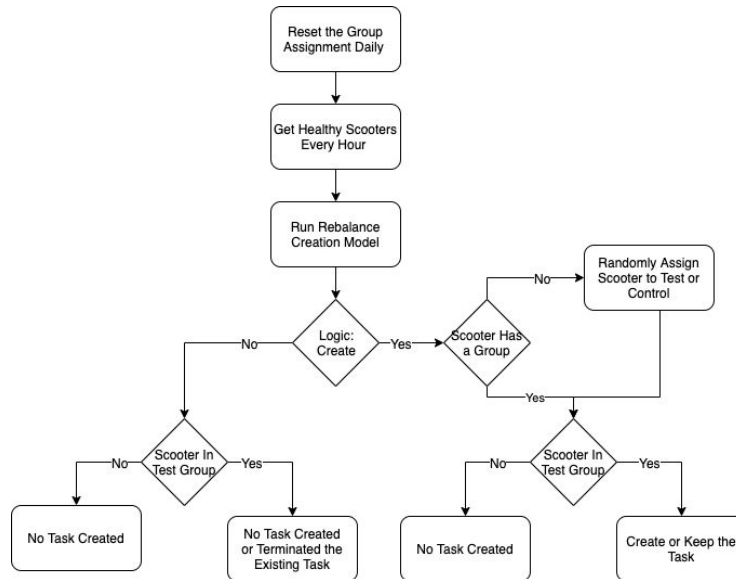 Reset the Group
Assignment Daily
Get Healthy Scooters
Every Hour
Run Rebalance
Creation Model
Randomly Assign
Scooter to Test or
Control
No
Logic:
Create
Scooter Has
a Group
No
Yes
Yes
Scooter In
Test Group
Scooter In
Test Group
No
Yes
No
Yes
No Task Created
No Task Created
or Terminated the
Existing Task
No Task Created
Create or Keep the
Task